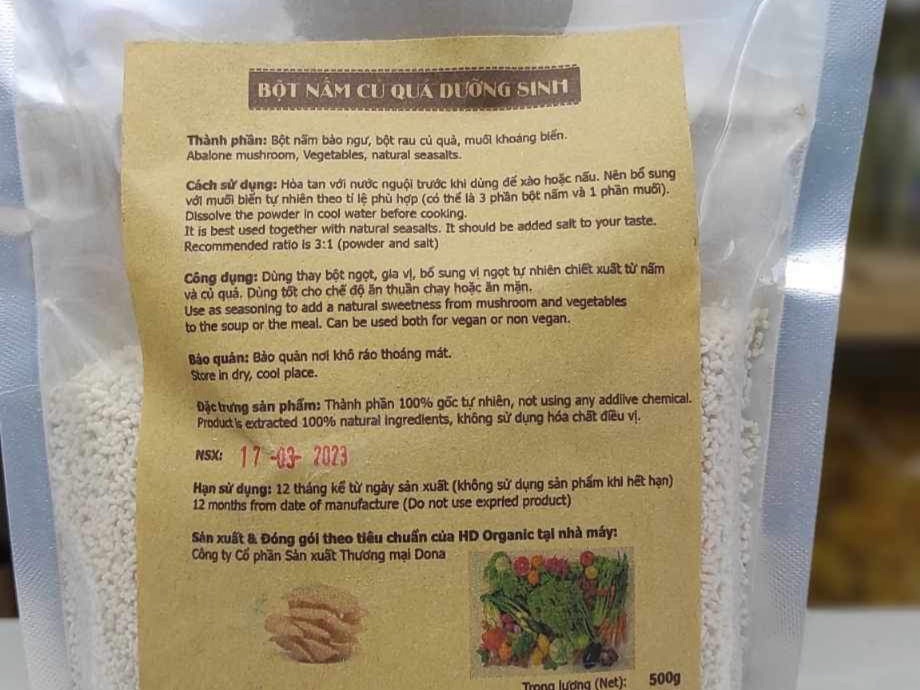 BỘT NẤM CỦ QUẢ DƯỠNG SINH
Thành phần: Bột nấm bào ngư, bột rau củ quả, muối khoáng biển.
Abalone mushroom, Vegetables, natural seasalts.
Cách sử dụng: Hòa tan với nước nguội trước khi dùng để xào hoặc nấu. Nên bổ sung
với muối biển tự nhiên theo tỉ lệ phù hợp (có thể là 3 phần bột nấm và 1 phần muối).
Dissolve the powder in cool water before cooking.
It is best used together with natural seasalts. It should be added salt to your taste.
Recommended ratio is 3:1 (powder and salt)
Công dụng: Dùng thay bột ngọt, gia vị, bổ sung vị ngọt tự nhiên chiết xuất từ nấm
và củ quả. Dùng tốt cho chế độ ăn thuần chay hoặc ăn mặn.
Use as seasoning to add a natural sweetness from mushroom and vegetables
to the soup or the meal. Can be used both for vegan or non vegan.
Bảo quản: Bảo quản nơi khô ráo thoáng mát.
Store in dry, cool place.
Đặc trưng sản phẩm: Thành phần 100% gốc tự nhiên, not using any addiive chemical.
Product is extracted 100% natural ingredients, không sử dụng hóa chất điều vị.
NSX: 17 -03- 2023
Hạn sử dụng: 12 tháng kể từ ngày sản xuất (không sử dụng sản phẩm khi hết hạn)
12 months from date of manufacture (Do not use expried product)
Sản xuất & Đóng gói theo tiêu chuẩn của HD Organic tại nhà máy:
Công ty Cổ phần Sản xuất Thương mại Dona
Trọng lượng (Net): 500g